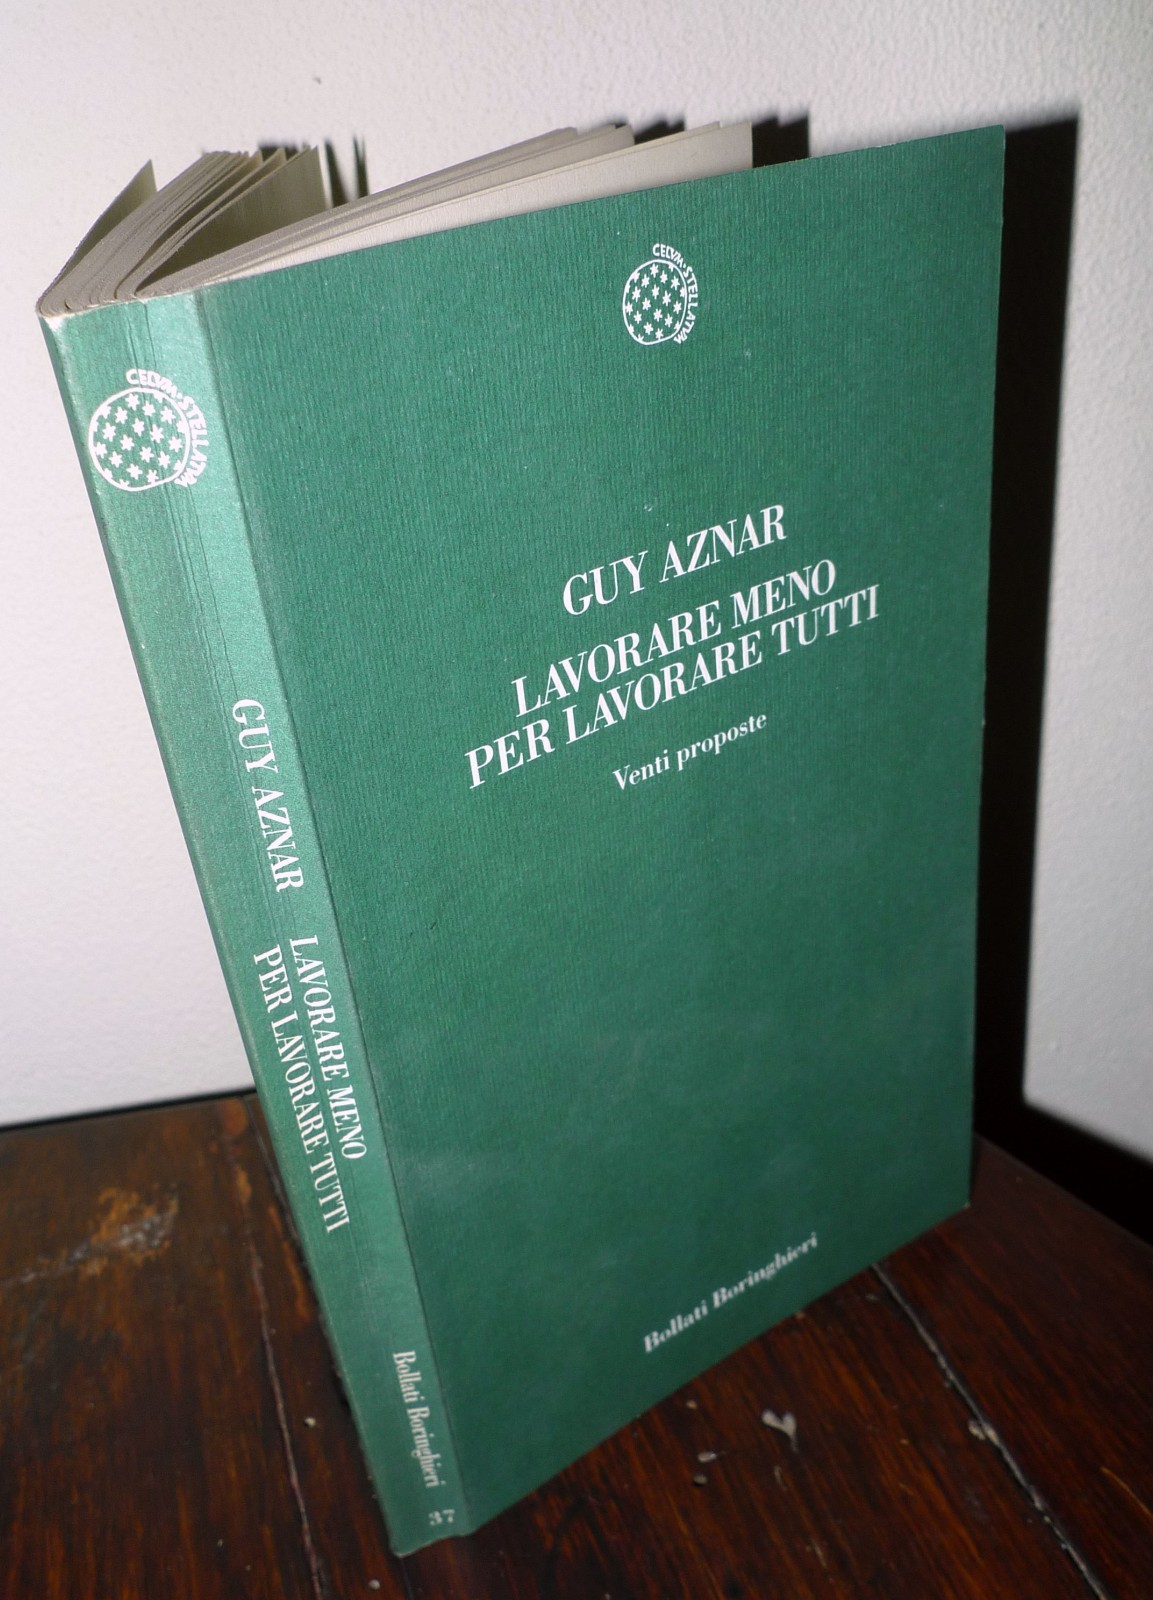 CELVM·STELLATVM
GUY AZNAR
LAVORARE MENO
PER LAVORARE TUTTI
Venti proposte
Bollati Boringhieri
CELVM·STELLATVM
GUY AZNAR
LAVORARE MENO
PER LAVORARE TUTTI
Bollati Boringhieri
37